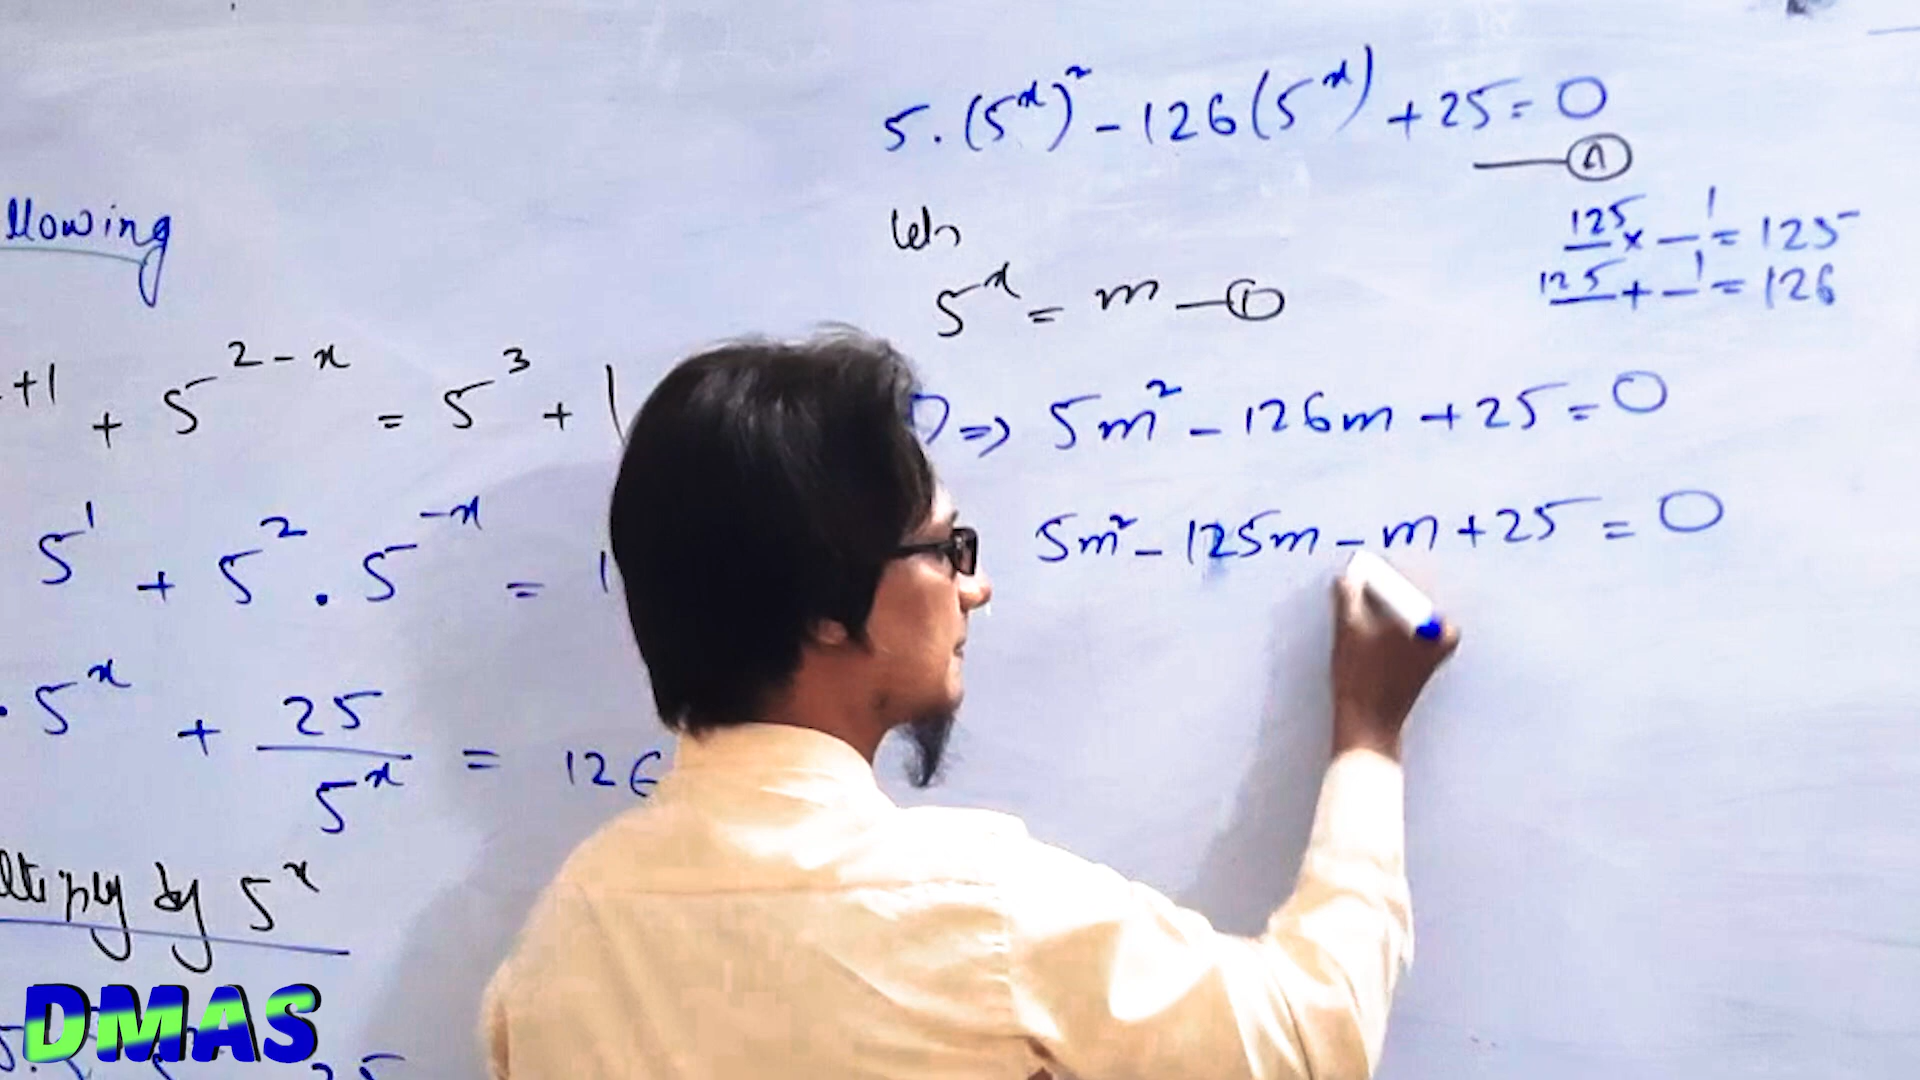 llowing
+1 + 5^{2-x} = 5^3 + 1
5^1 + 5^2 . 5^{-x} =
. 5^x + 25/5^x = 126
ltiply by 5^x
DMAS
5.(5^x)^2 - 126(5^x) + 25 = 0
— A
125 x 1 = 125
125 + 1 = 126
Let
5^x = m — 1
=> 5m^2 - 126m + 25 = 0
5m^2 - 125m - m + 25 = 0